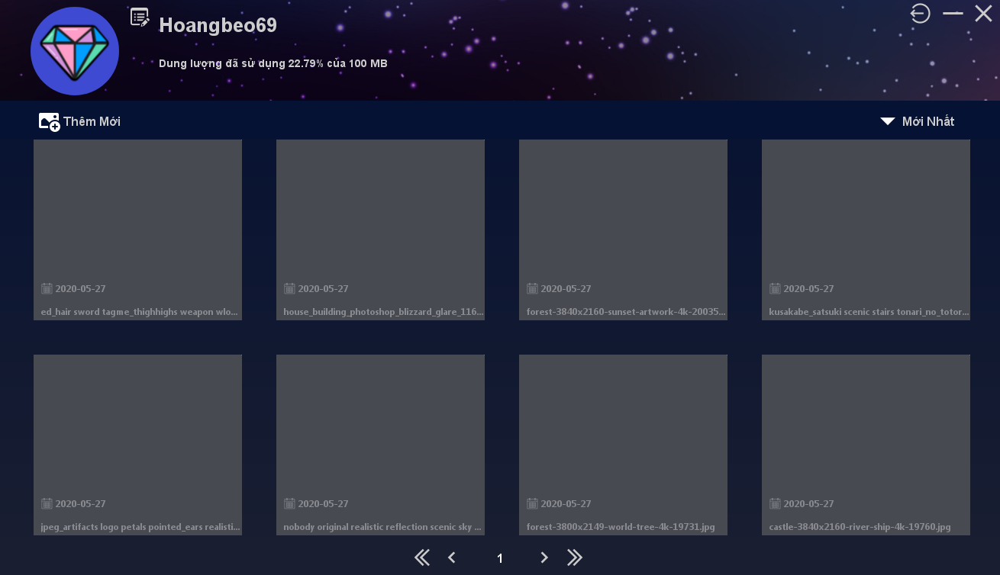 Hoangbeo69
Dung lượng đã sử dụng 22.79% của 100 MB
Thêm Mới
Mới Nhất
2020-05-27
2020-05-27
2020-05-27
2020-05-27
ed_hair sword tagme_thighhighs weapon wlo...
house_building_photoshop_blizzard_glare_116...
forest-3840x2160-sunset-artwork-4k-20035...
kusakabe_satsuki scenic stairs tonari_no_totor...
2020-05-27
2020-05-27
2020-05-27
2020-05-27
jpeg_artifacts logo petals pointed_ears realisti...
nobody original realistic reflection scenic sky ...
forest-3800x2149-world-tree-4k-19731.jpg
castle-3840x2160-river-ship-4k-19760.jpg
1